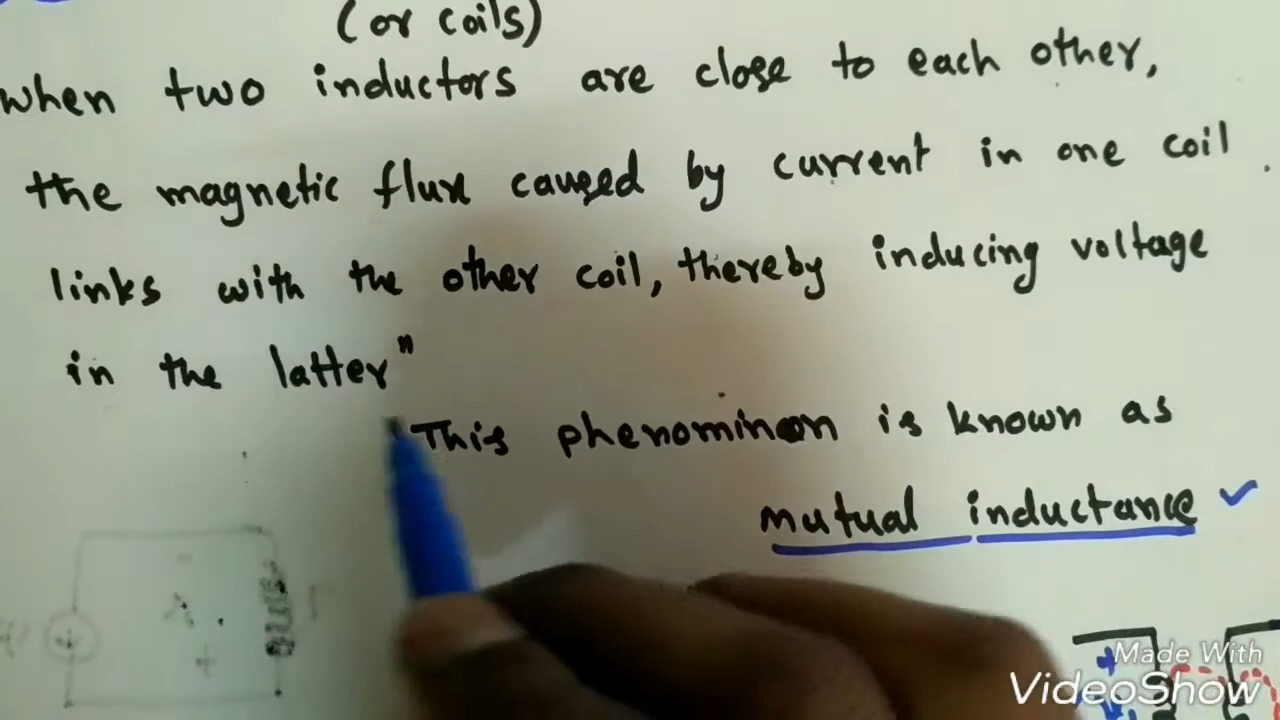 (or coils)
When two inductors are close to each other,
the magnetic flux caused by current in one coil
links with the other coil, thereby inducing voltage
in the latter"
This phenominon is known as
mutual inductance
Made With
VideoShow